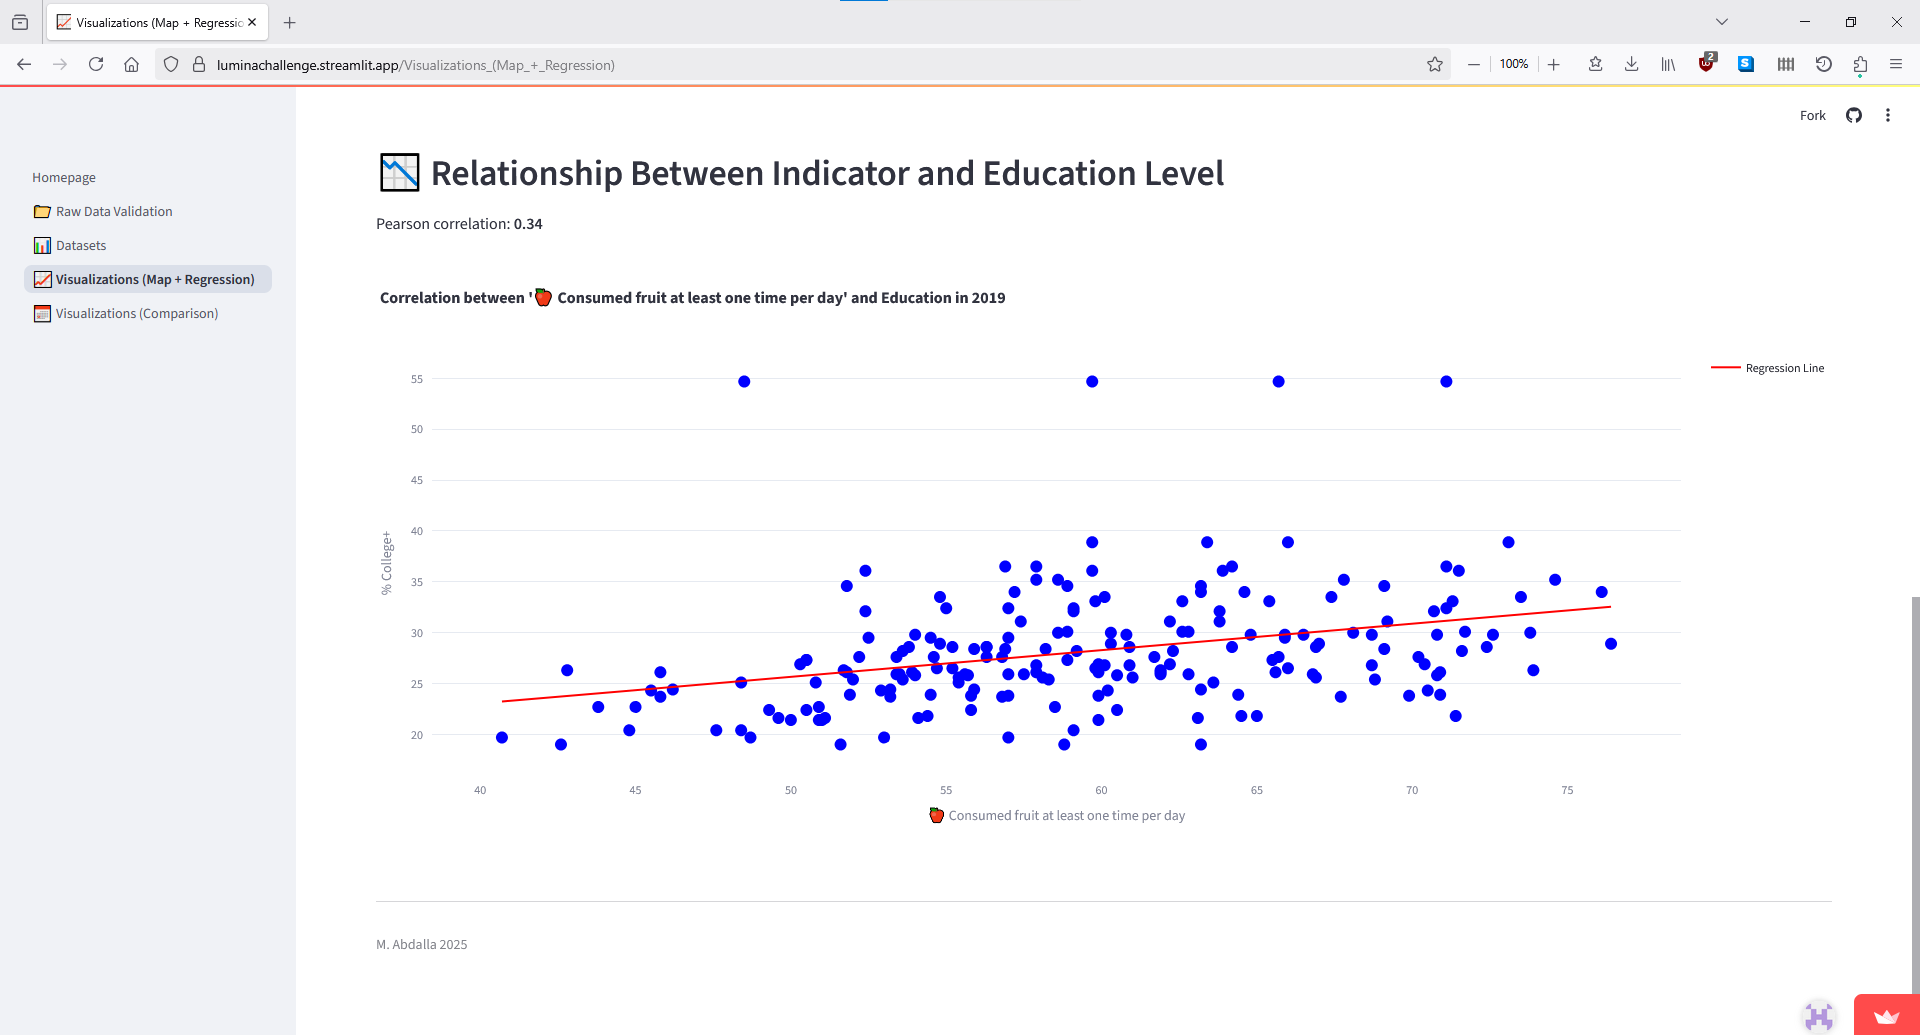 Visualizations (Map + Regressic
luminachallenge.streamlit.app/Visualizations_(Map_+_Regression)
100%
2
Fork
Homepage
Raw Data Validation
Datasets
Visualizations (Map + Regression)
Visualizations (Comparison)
Relationship Between Indicator and Education Level
Pearson correlation: 0.34
Correlation between '🍎 Consumed fruit at least one time per day' and Education in 2019
Regression Line
55
50
45
40
35
30
25
20
% College+
40 45 50 55 60 65 70 75
🍎 Consumed fruit at least one time per day
M. Abdalla 2025